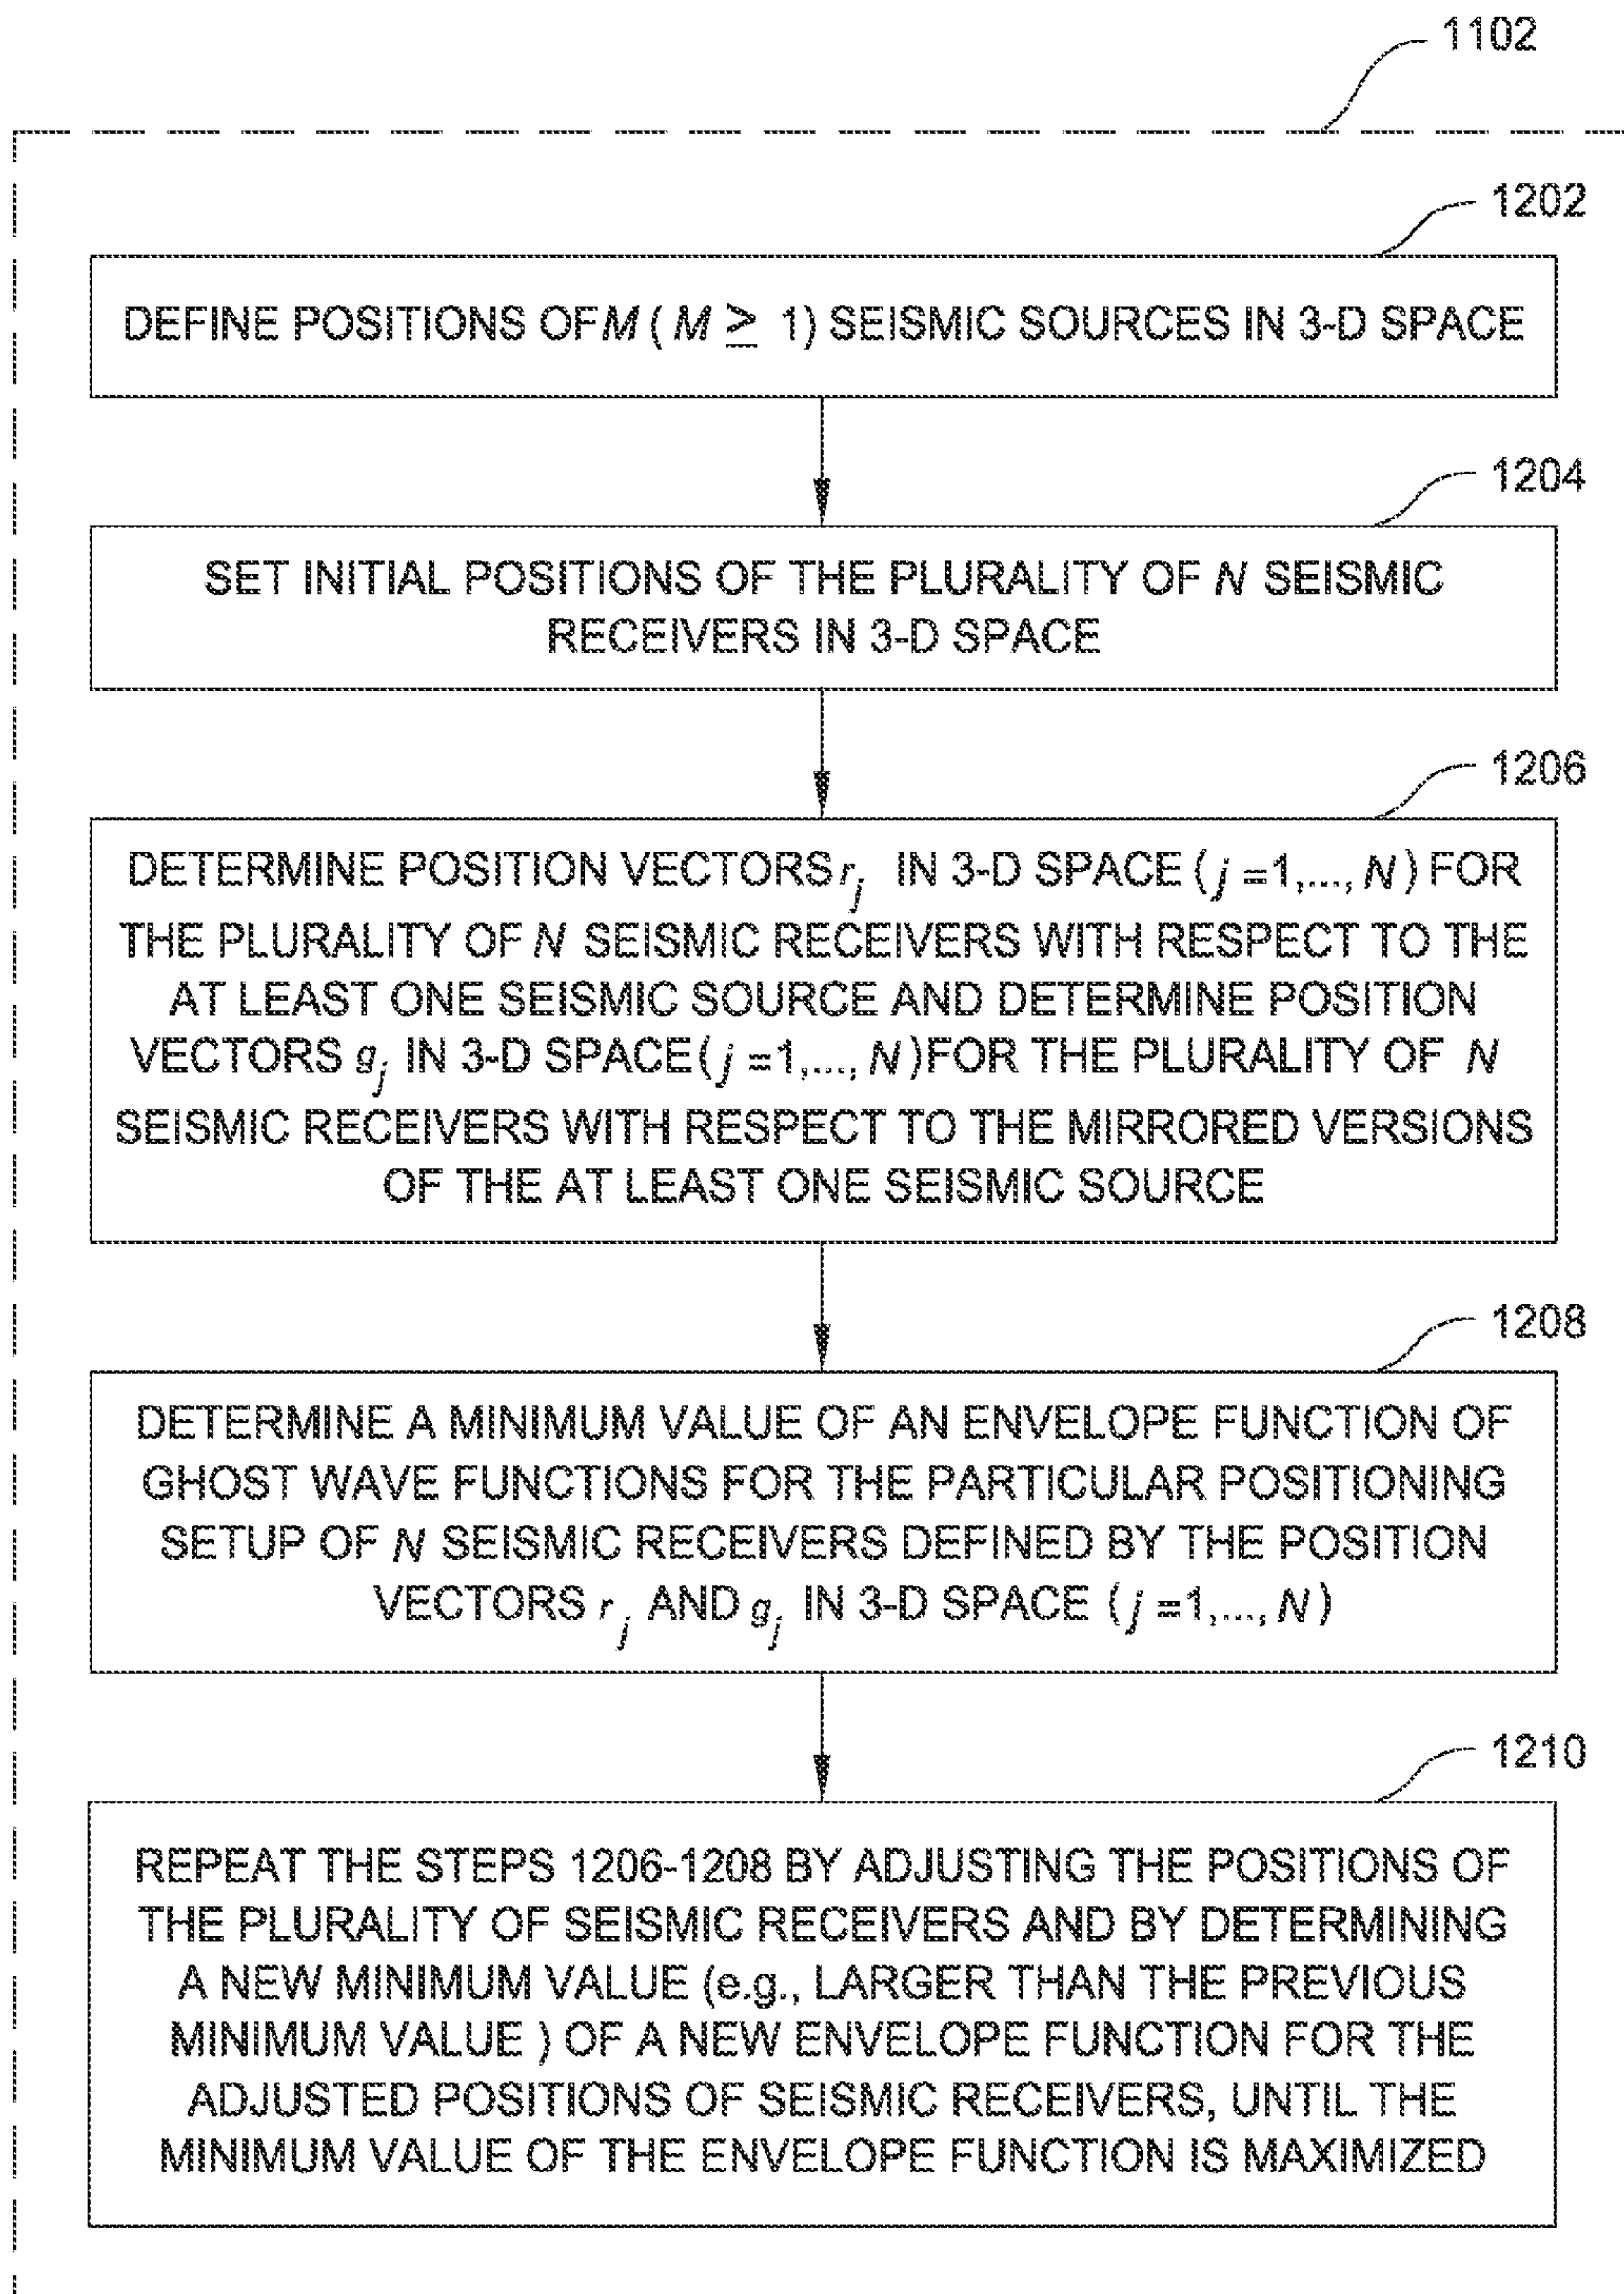 1102
1202
DEFINE POSITIONS OF M ( M ≥ 1) SEISMIC SOURCES IN 3-D SPACE
1204
SET INITIAL POSITIONS OF THE PLURALITY OF N SEISMIC
RECEIVERS IN 3-D SPACE
1206
DETERMINE POSITION VECTORS r_j IN 3-D SPACE (j =1,..., N ) FOR
THE PLURALITY OF N SEISMIC RECEIVERS WITH RESPECT TO THE
AT LEAST ONE SEISMIC SOURCE AND DETERMINE POSITION
VECTORS g_j IN 3-D SPACE (j =1,..., N ) FOR THE PLURALITY OF N
SEISMIC RECEIVERS WITH RESPECT TO THE MIRRORED VERSIONS
OF THE AT LEAST ONE SEISMIC SOURCE
1208
DETERMINE A MINIMUM VALUE OF AN ENVELOPE FUNCTION OF
GHOST WAVE FUNCTIONS FOR THE PARTICULAR POSITIONING
SETUP OF N SEISMIC RECEIVERS DEFINED BY THE POSITION
VECTORS r_j AND g_j IN 3-D SPACE (j =1,..., N )
1210
REPEAT THE STEPS 1206-1208 BY ADJUSTING THE POSITIONS OF
THE PLURALITY OF SEISMIC RECEIVERS AND BY DETERMINING
A NEW MINIMUM VALUE (e.g., LARGER THAN THE PREVIOUS
MINIMUM VALUE ) OF A NEW ENVELOPE FUNCTION FOR THE
ADJUSTED POSITIONS OF SEISMIC RECEIVERS, UNTIL THE
MINIMUM VALUE OF THE ENVELOPE FUNCTION IS MAXIMIZED